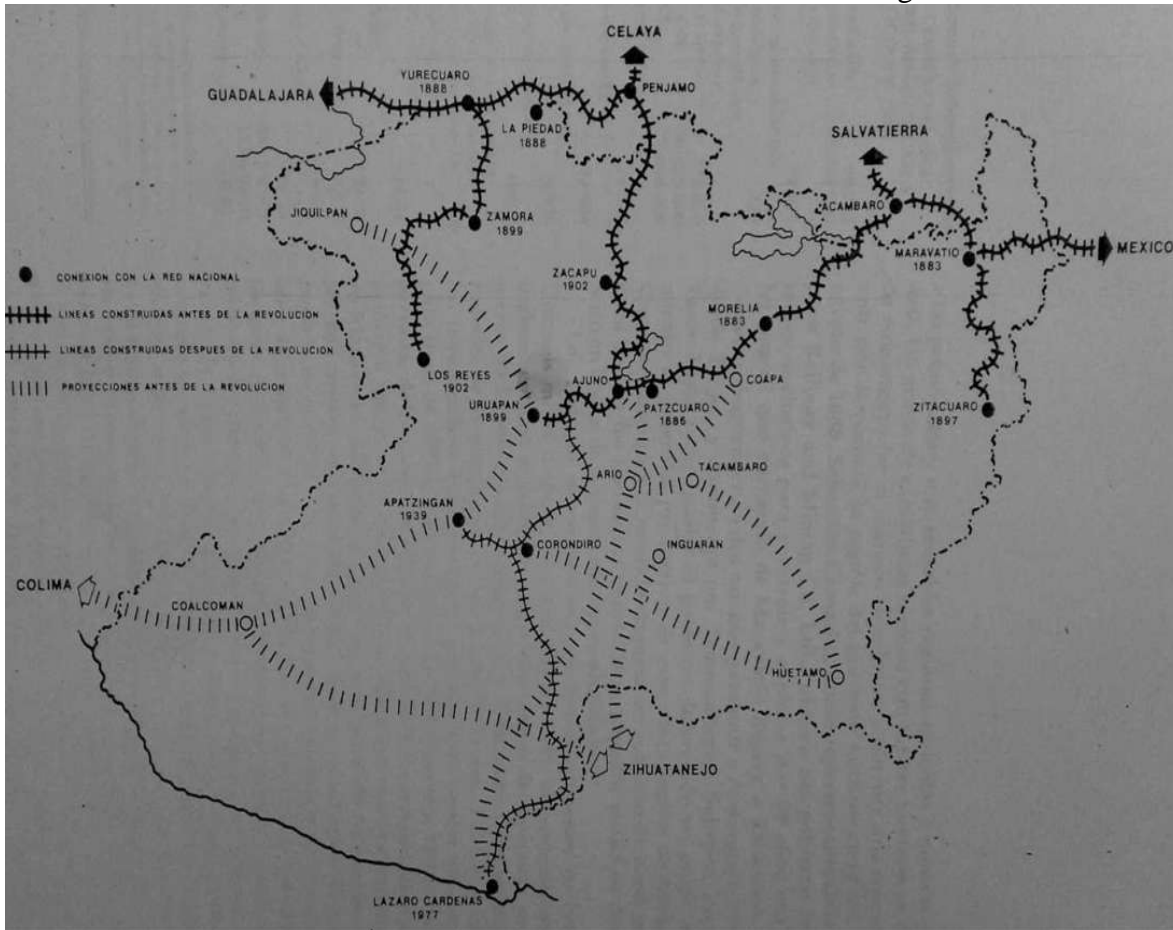 CELAYA
YURECUARO
1888
GUADALAJARA
PENJAMO
LA PIEDAD
1888
SALVATIERRA
ACAMBARO
JIQUILPAN
ZAMORA
1899
MARAVATIO
1883
MEXICO
CONEXION CON LA RED NACIONAL
ZACAPU
1902
LINEAS CONSTRUIDAS ANTES DE LA REVOLUCION
MORELIA
1883
LINEAS CONSTRUIDAS DESPUES DE LA REVOLUCION
LOS REYES
1902
PROYECCIONES ANTES DE LA REVOLUCION
AJUNO
COAPA
URUAPAN
1899
PATZCUARO
1886
ZITACUARO
1897
ARIO
TACAMBARO
APATZINGAN
1939
CORONDIRO
INGUARAN
COLIMA
COALCOMAN
HUETAMO
ZIHUATANEJO
LAZARO CARDENAS
1977